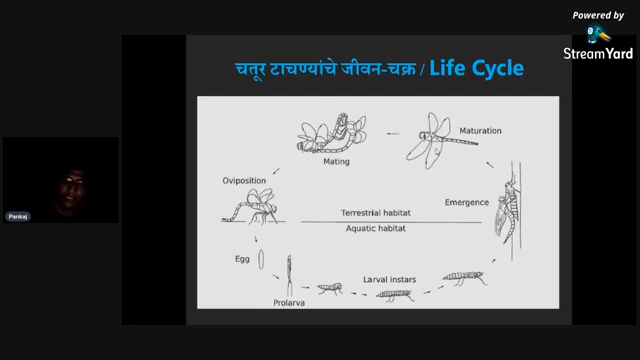 Powered by
StreamYard
चतूर टाचण्यांचे जीवन-चक्र / Life Cycle
Maturation
Mating
Oviposition
Emergence
Terrestrial habitat
Aquatic habitat
Egg
Larval instars
Prolarva
Pankaj